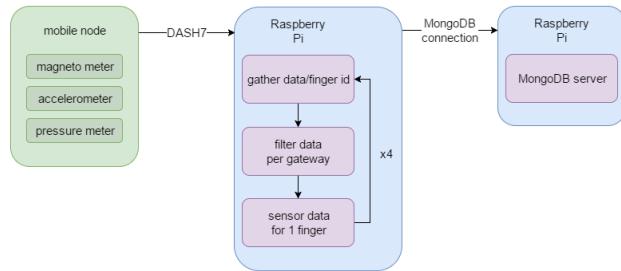 mobile node
magneto meter
accelerometer
pressure meter
DASH7
Raspberry
Pi
gather data/finger id
filter data
per gateway
sensor data
for 1 finger
x4
MongoDB
connection
Raspberry
Pi
MongoDB server